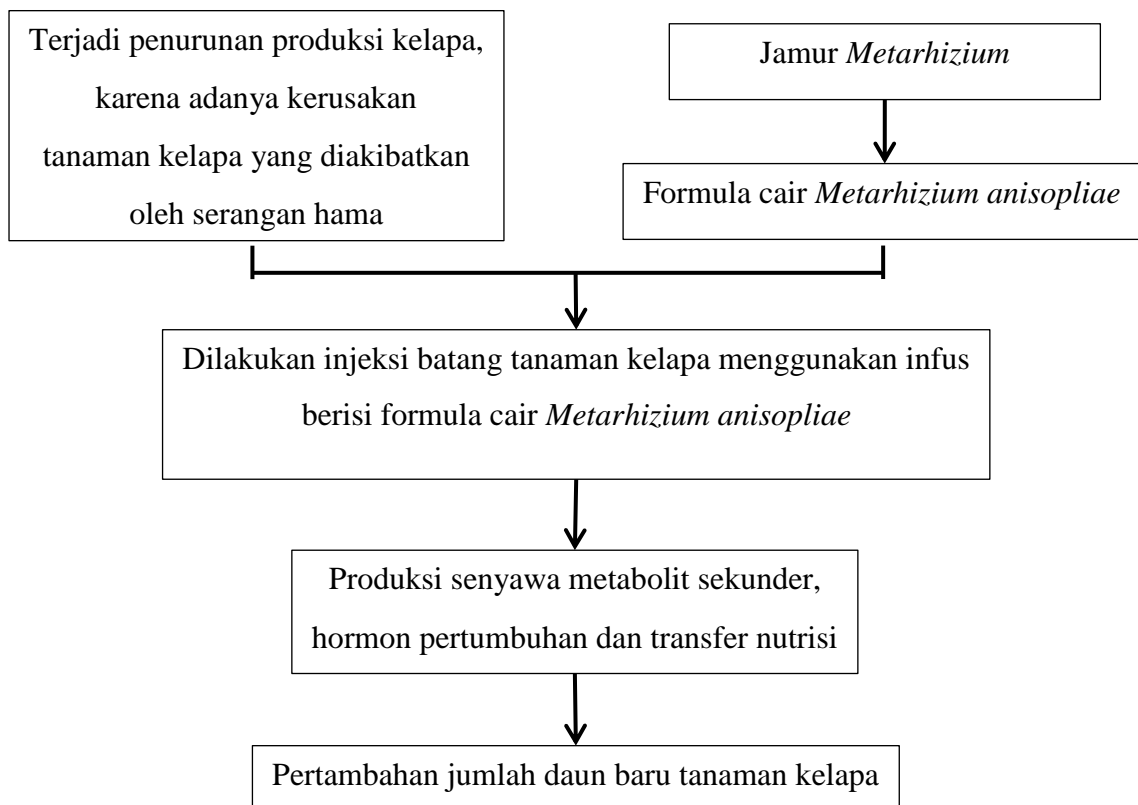 Terjadi penurunan produksi kelapa,
karena adanya kerusakan
tanaman kelapa yang diakibatkan
oleh serangan hama
Jamur Metarhizium
Formula cair Metarhizium anisopliae
Dilakukan injeksi batang tanaman kelapa menggunakan infus
berisi formula cair Metarhizium anisopliae
Produksi senyawa metabolit sekunder,
hormon pertumbuhan dan transfer nutrisi
Pertambahan jumlah daun baru tanaman kelapa